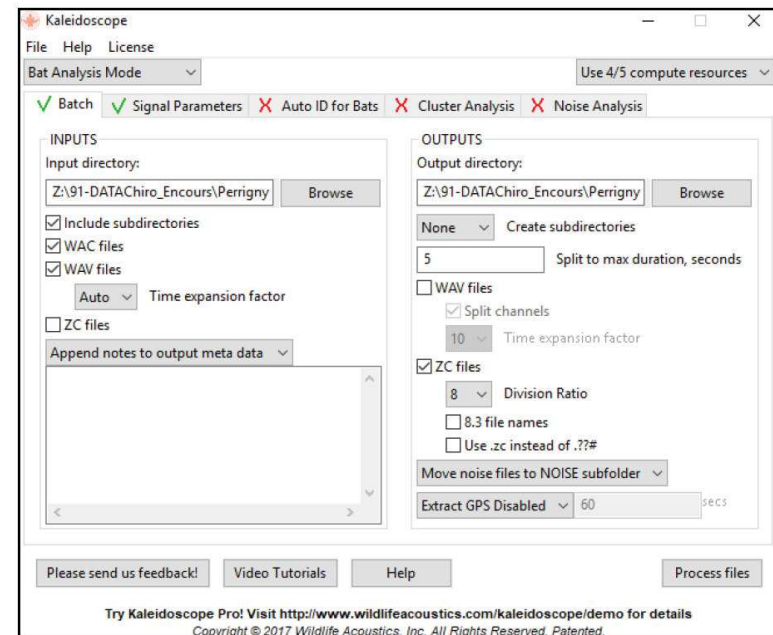 Kaleidoscope
File Help License
Bat Analysis Mode
Use 4/5 compute resources
Batch Signal Parameters Auto ID for Bats Cluster Analysis Noise Analysis
INPUTS
Input directory:
Z:\91-DATAChiro_Encours\Perrigny
Browse
Include subdirectories
WAC files
WAV files
Auto Time expansion factor
ZC files
Append notes to output meta data
OUTPUTS
Output directory:
Z:\91-DATAChiro_Encours\Perrigny
Browse
None Create subdirectories
5 Split to max duration, seconds
WAV files
Split channels
10 Time expansion factor
ZC files
8 Division Ratio
8.3 file names
Use .zc instead of .??#
Move noise files to NOISE subfolder
Extract GPS Disabled 60 secs
Please send us feedback! Video Tutorials Help Process files
Try Kaleidoscope Pro! Visit http://www.wildlifeacoustics.com/kaleidoscope/demo for details
Copyright © 2017 Wildlife Acoustics, Inc. All Rights Reserved. Patented.